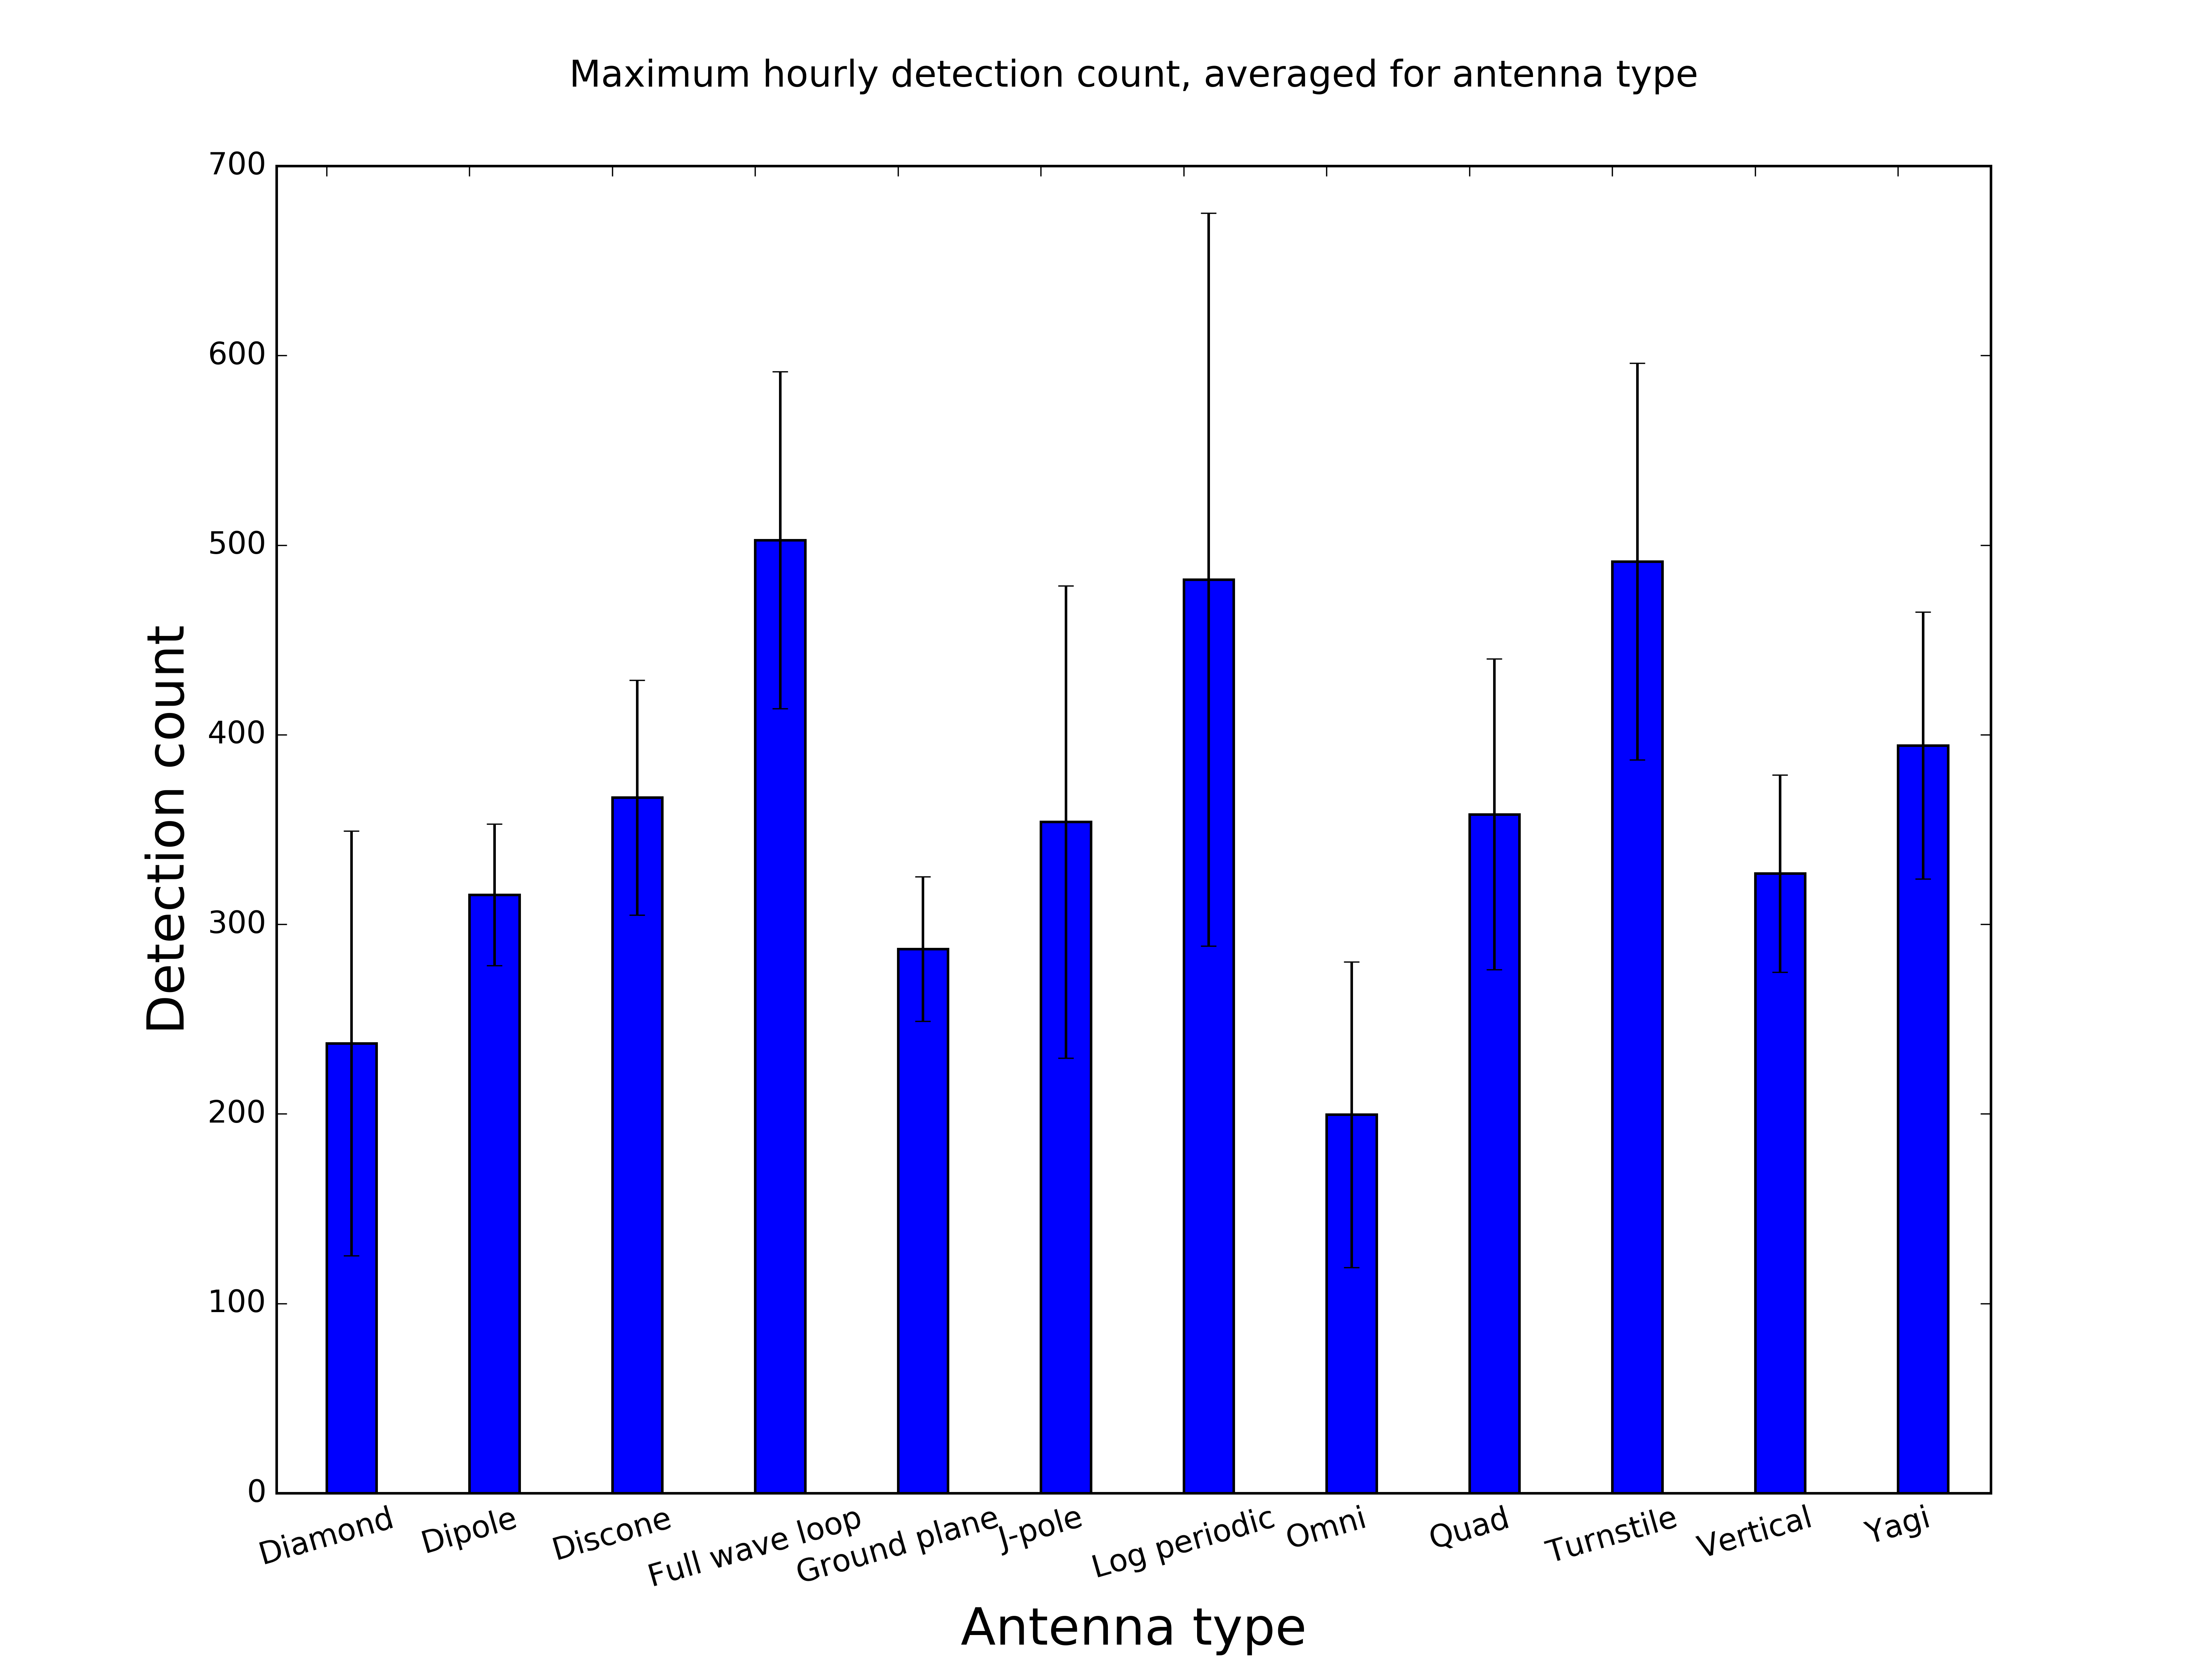 Maximum hourly detection count, averaged for antenna type
700
600
500
400
300
200
100
0
Detection count
Diamond
Dipole
Discone
Full wave loop
Ground plane
J-pole
Log periodic
Omni
Quad
Turnstile
Vertical
Yagi
Antenna type